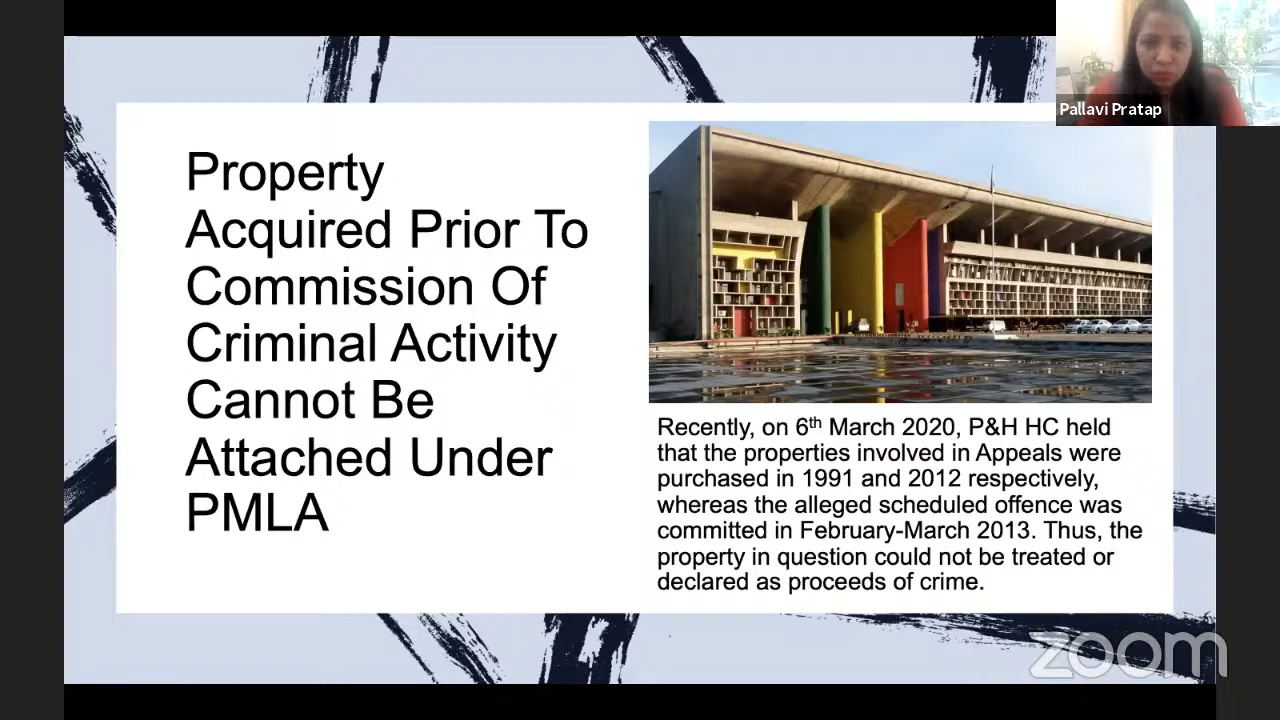 Pallavi Pratap
Property
Acquired Prior To
Commission Of
Criminal Activity
Cannot Be
Attached Under
PMLA
Recently, on 6th March 2020, P&H HC held
that the properties involved in Appeals were
purchased in 1991 and 2012 respectively,
whereas the alleged scheduled offence was
committed in February-March 2013. Thus, the
property in question could not be treated or
declared as proceeds of crime.
zoom